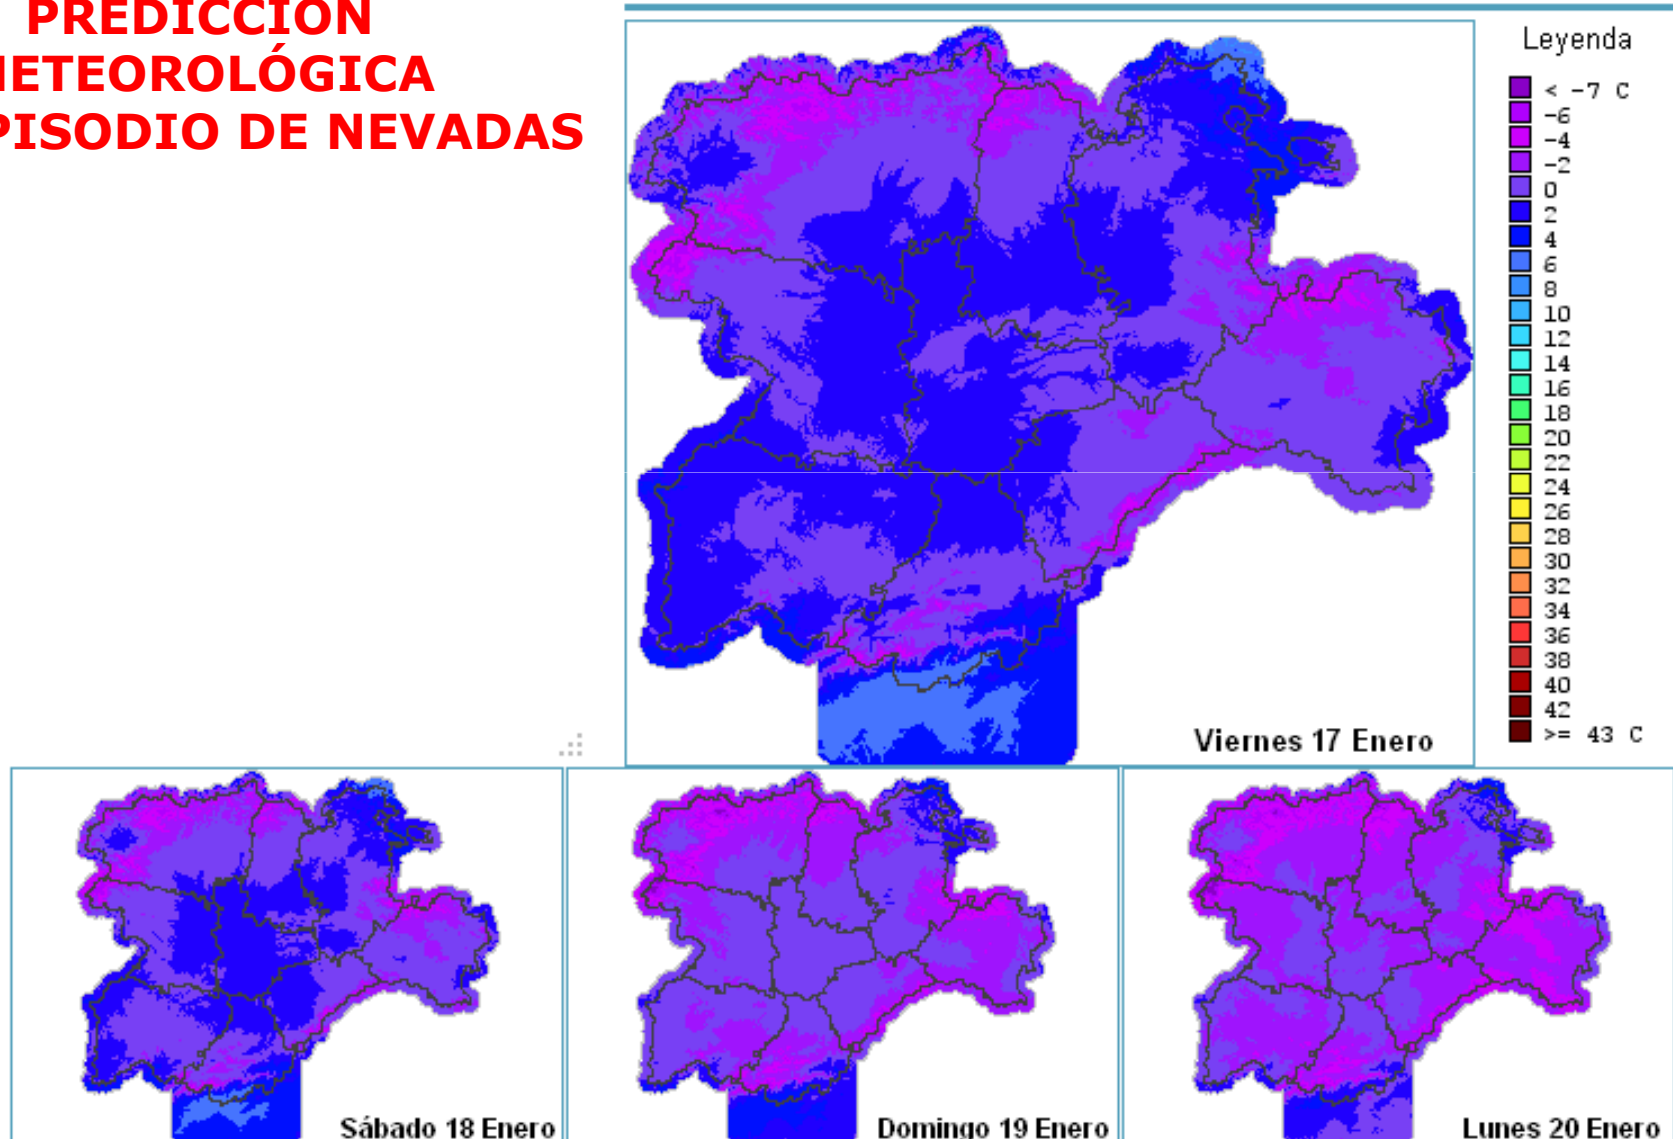 PREDICCIÓN
METEOROLÓGICA
EPISODIO DE NEVADAS
Leyenda
< -7 C
-6
-4
-2
0
2
4
6
8
10
12
14
16
18
20
22
24
26
28
30
32
34
36
38
40
42
>= 43 C
Viernes 17 Enero
Sábado 18 Enero
Domingo 19 Enero
Lunes 20 Enero